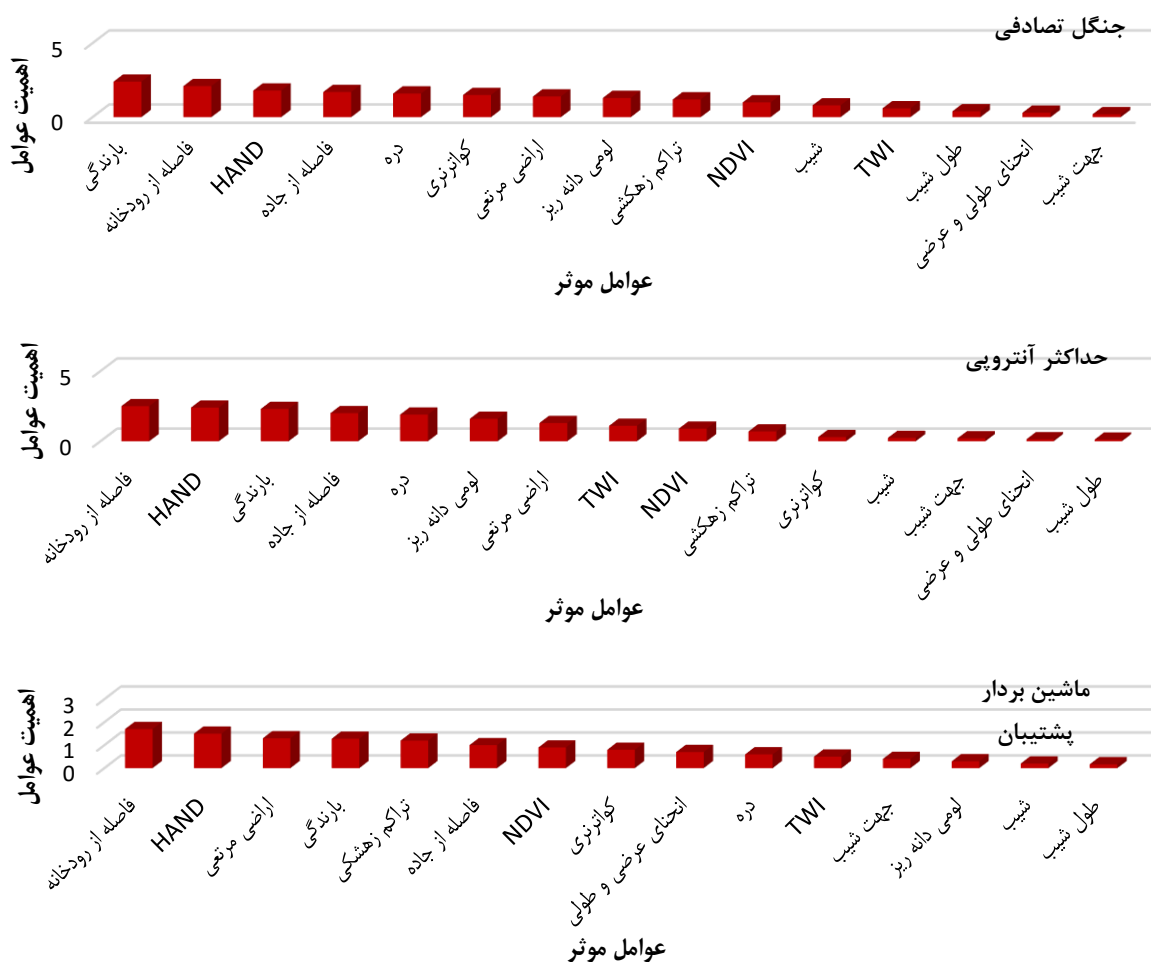 جنگل تصادفی
اهمیت عوامل
5
0
بارندگی
فاصله از رودخانه
HAND
فاصله از جاده
دره
کواترنری
اراضی مرتعی
لومی دانه ریز
تراکم زهکشی
NDVI
شیب
TWI
طول شیب
انحنای طولی و عرضی
جهت شیب
عوامل موثر
حداکثر آنتروپی
اهمیت عوامل
5
0
فاصله از رودخانه
HAND
بارندگی
فاصله از جاده
دره
لومی دانه ریز
اراضی مرتعی
TWI
NDVI
تراکم زهکشی
کواترنری
شیب
جهت شیب
انحنای طولی و عرضی
طول شیب
عوامل موثر
ماشین بردار
پشتیبان
اهمیت عوامل
3
2
1
0
فاصله از رودخانه
HAND
اراضی مرتعی
بارندگی
تراکم زهشکی
فاصله از جاده
NDVI
کواترنری
انحنای عرضی و طولی
دره
TWI
جهت شیب
لومی دانه ریز
شیب
طول شیب
عوامل موثر